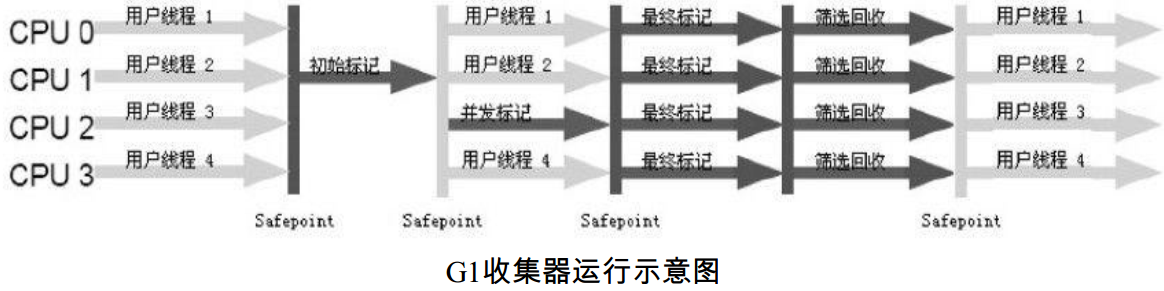 CPU 0 用户线程 1 用户线程 1 最终标记 筛选回收 用户线程 1
CPU 1 用户线程 2 初始标记 用户线程 2 最终标记 筛选回收 用户线程 2
CPU 2 用户线程 3 并发标记 最终标记 筛选回收 用户线程 3
CPU 3 用户线程 4 用户线程 4 最终标记 筛选回收 用户线程 4
Safepoint Safepoint Safepoint Safepoint
G1收集器运行示意图